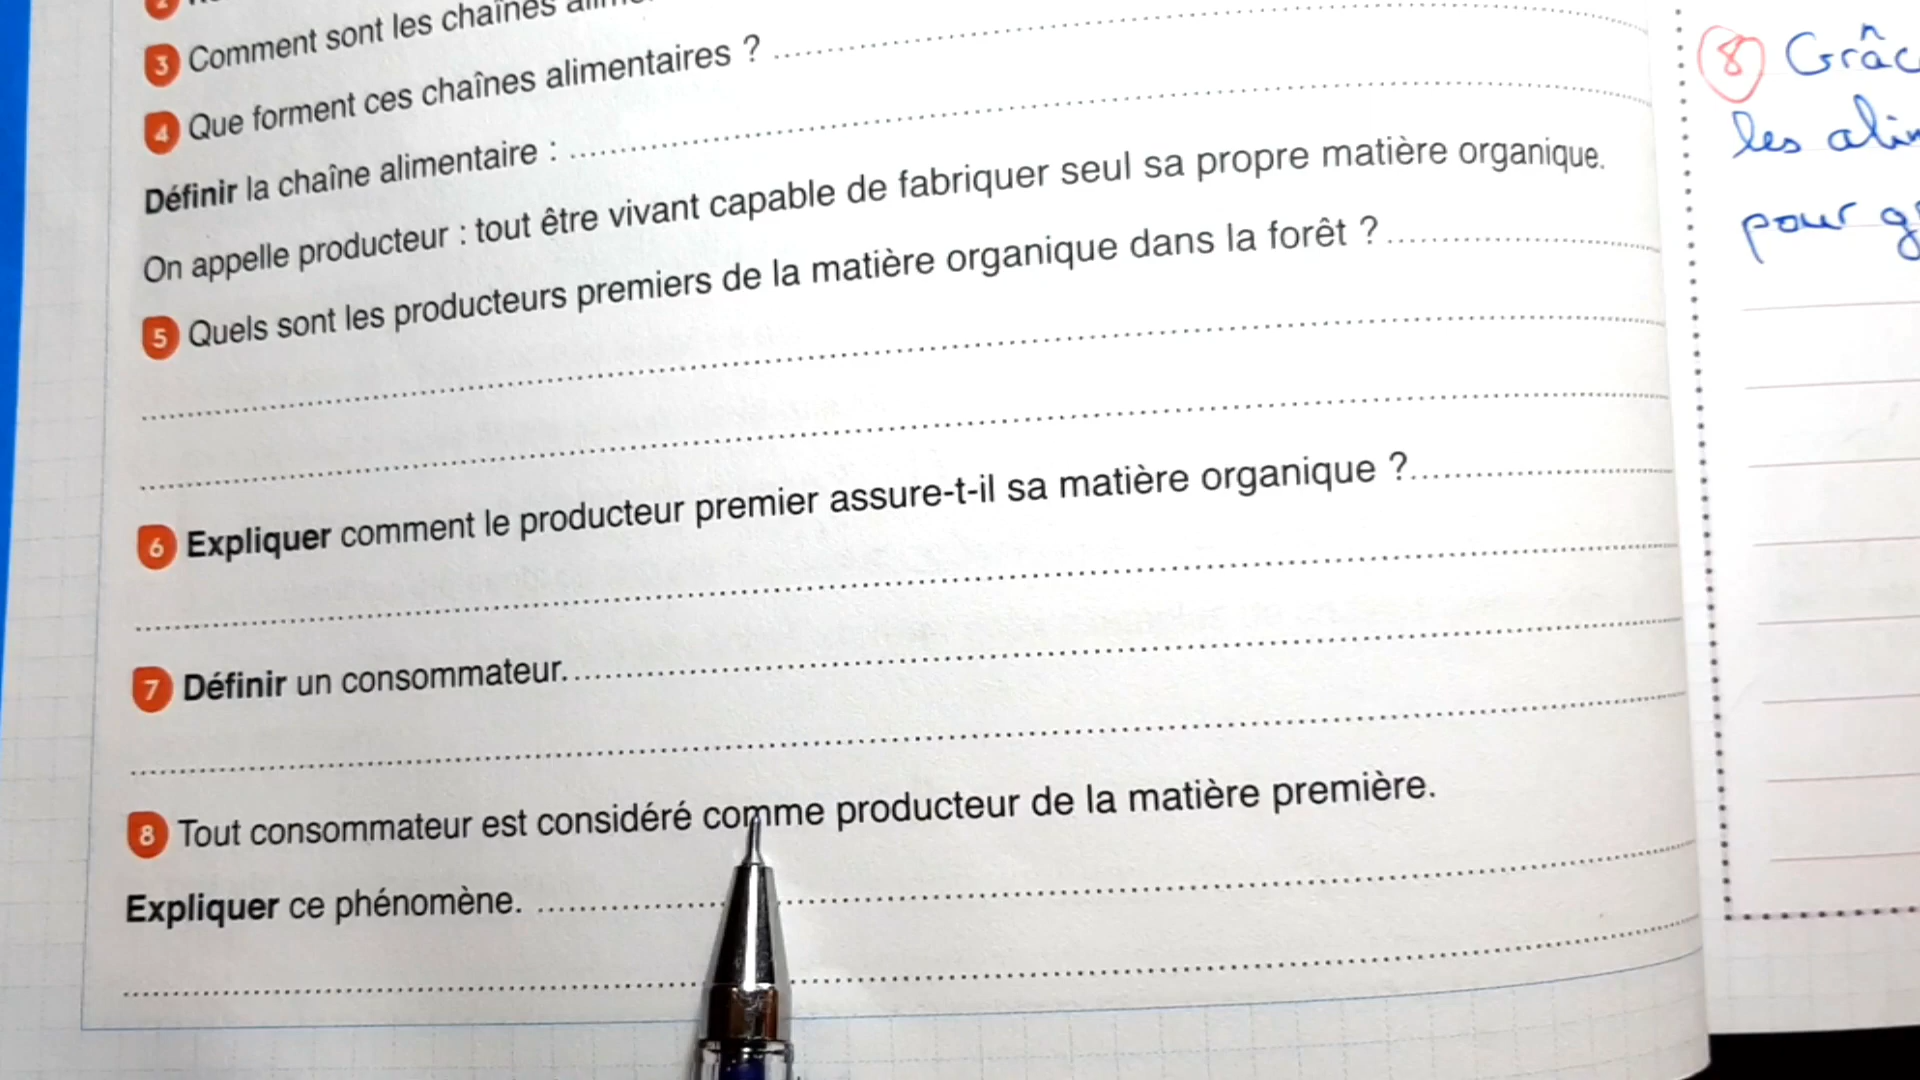 3 Comment sont les chaînes
4 Que forment ces chaînes alimentaires ?
Définir la chaîne alimentaire :
On appelle producteur : tout être vivant capable de fabriquer seul sa propre matière organique.
5 Quels sont les producteurs premiers de la matière organique dans la forêt ?
6 Expliquer comment le producteur premier assure-t-il sa matière organique ?
7 Définir un consommateur.
8 Tout consommateur est considéré comme producteur de la matière première.
Expliquer ce phénomène.
8 Grâc
les alim
pour g